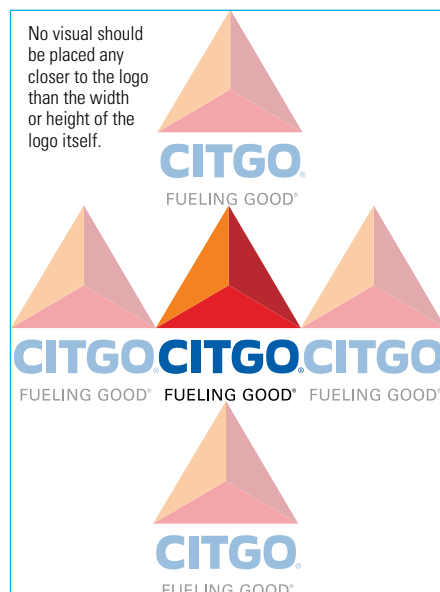 No visual should
be placed any
closer to the logo
than the width
or height of the
logo itself.
CITGO®
FUELING GOOD®
CITGO® CITGO® CITGO
FUELING GOOD® FUELING GOOD® FUELING GOOD®
CITGO®
FUELING GOOD®